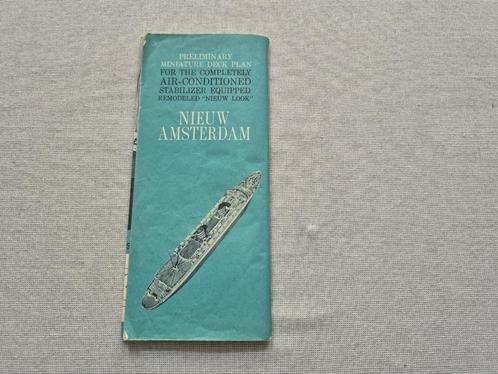 PRELIMINARY
MINIATURE DECK PLAN
FOR THE COMPLETELY
AIR-CONDITIONED
STABILIZER EQUIPPED
REMODELED "NIEUW LOOK"
NIEUW
AMSTERDAM